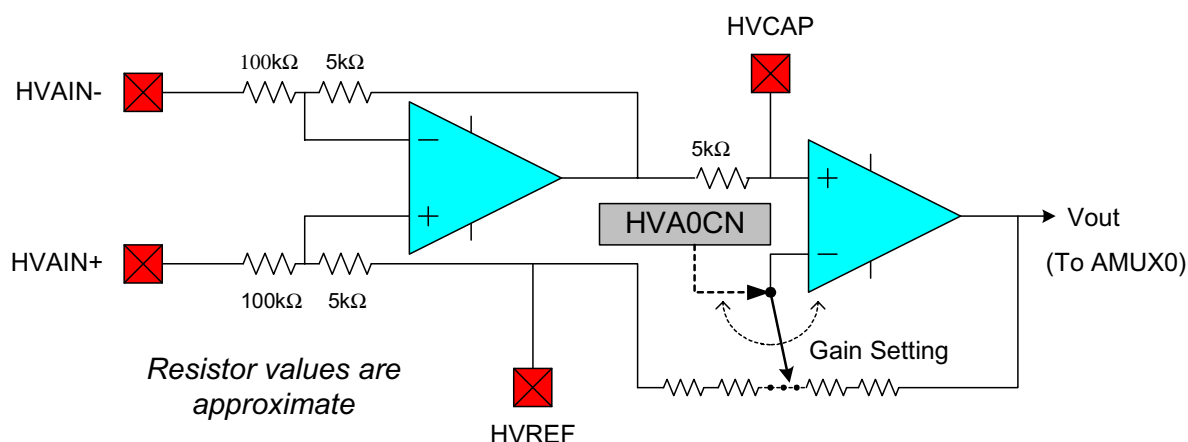 HVCAP
100kΩ 5kΩ
HVAIN-
5kΩ
HVA0CN
Vout
HVAIN+
(To AMUX0)
100kΩ 5kΩ
Gain Setting
Resistor values are
approximate
HVREF